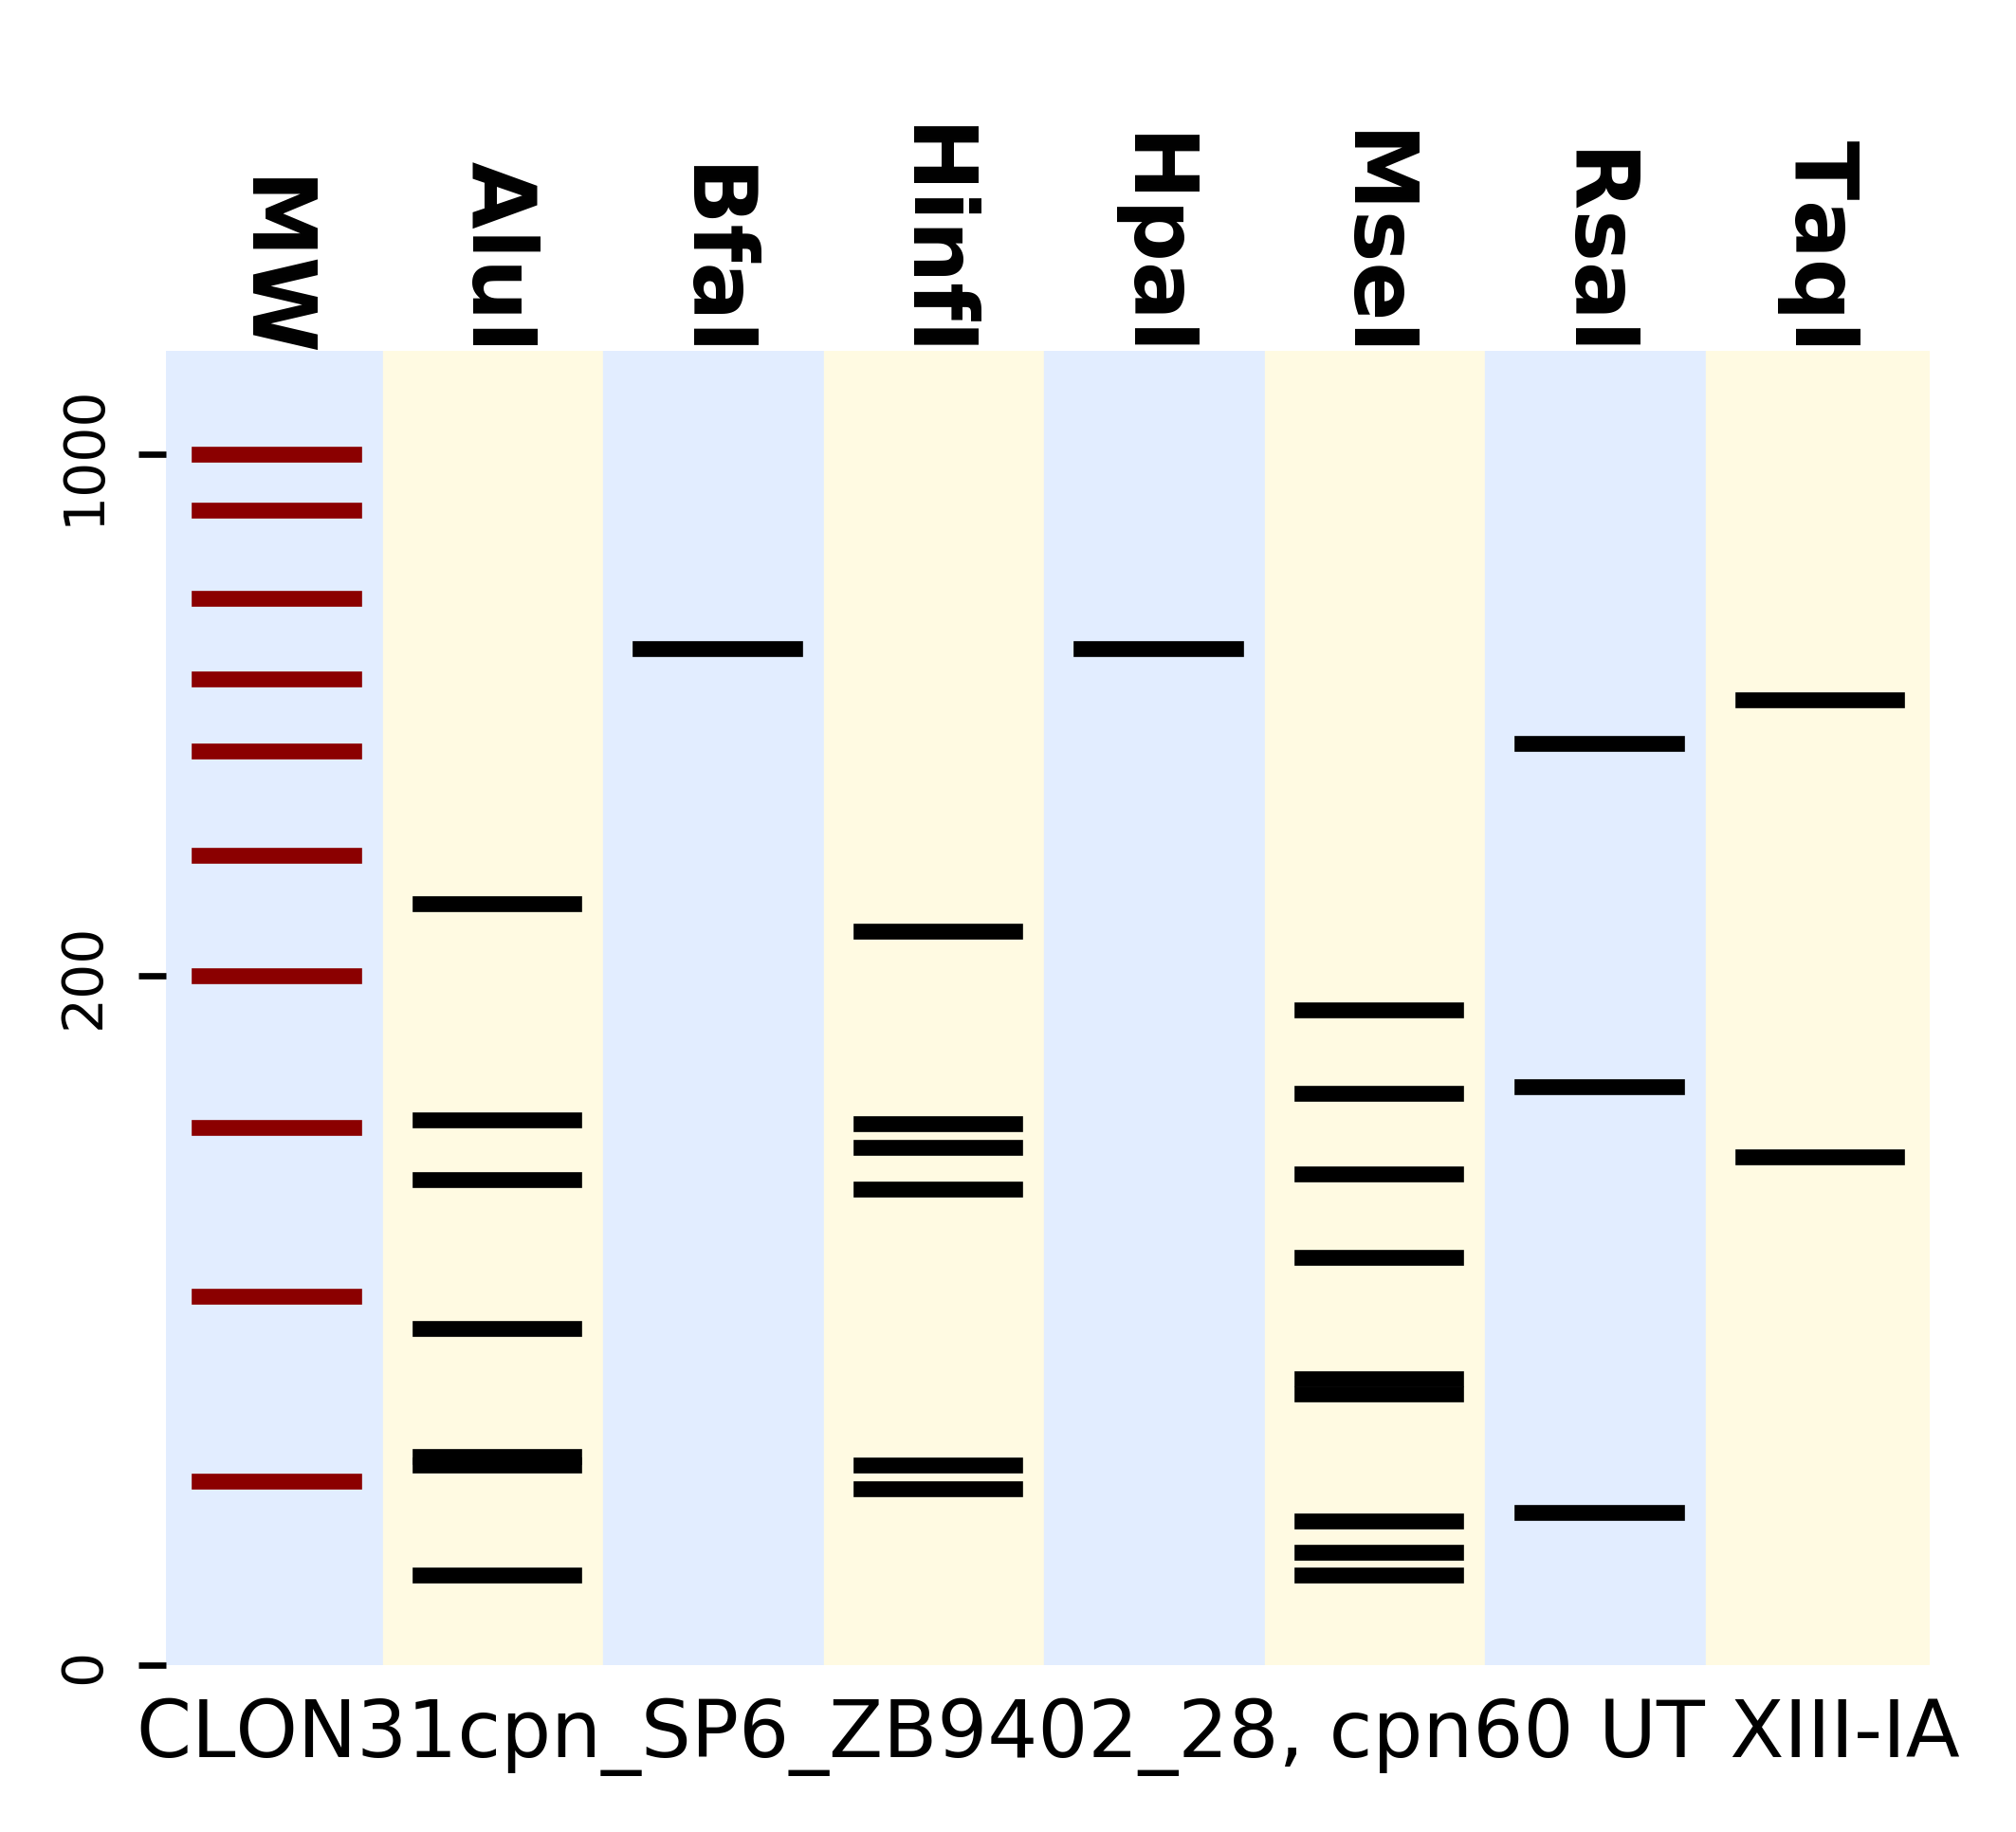 MW
AluI
BfaI
HinfI
HpaI
MseI
RsaI
TaqI
1000
200
0
CLON31cpn_SP6_ZB9402_28, cpn60 UT XIII-IA